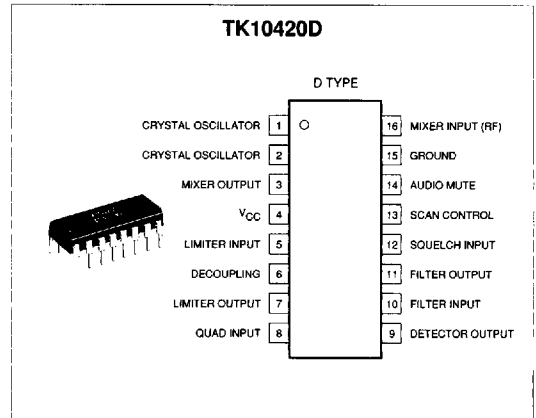 TK10420D
D TYPE
CRYSTAL OSCILLATOR 1 16 MIXER INPUT (RF)
CRYSTAL OSCILLATOR 2 15 GROUND
MIXER OUTPUT 3 14 AUDIO MUTE
VCC 4 13 SCAN CONTROL
LIMITER INPUT 5 12 SQUELCH INPUT
DECOUPLING 6 11 FILTER OUTPUT
LIMITER OUTPUT 7 10 FILTER INPUT
QUAD INPUT 8 9 DETECTOR OUTPUT